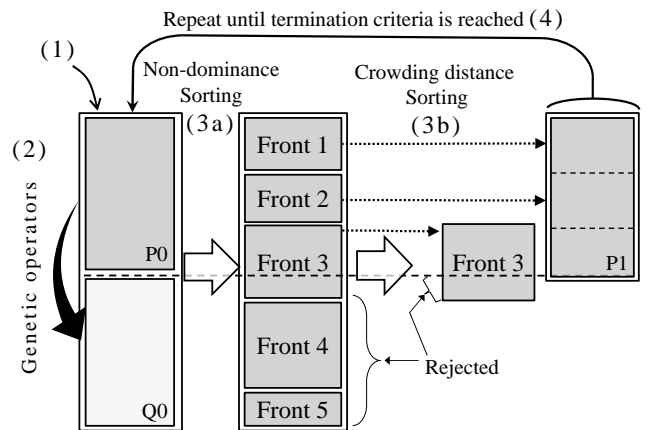 Repeat until termination criteria is reached (4)
(1)
Non-dominance
Sorting
(3a)
Crowding distance
Sorting
(3b)
(2)
Genetic operators
P0
Q0
Front 1
Front 2
Front 3
Front 4
Front 5
Front 3
P1
Rejected